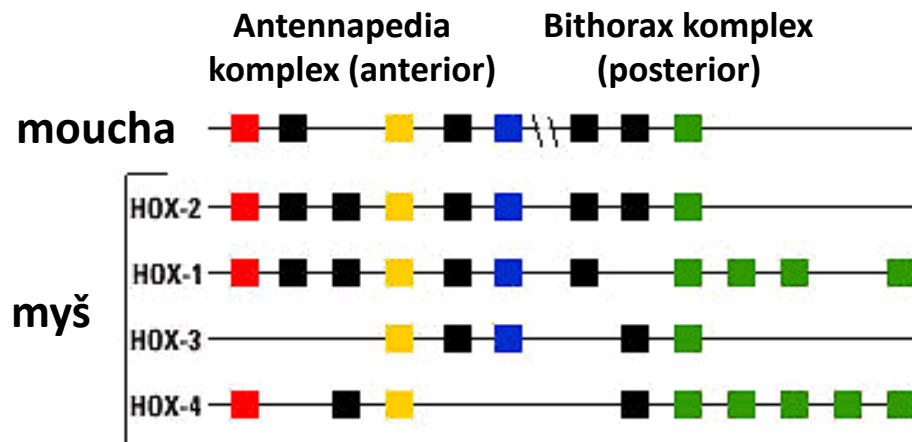 Antennapedia
komplex (anterior)
Bithorax komplex
(posterior)
moucha
HOX-2
HOX-1
myš
HOX-3
HOX-4